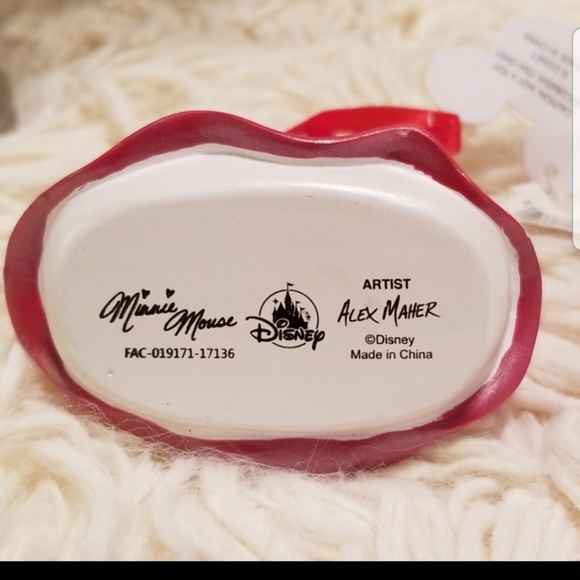 Minnie Mouse
FAC-019171-17136
Disney
ARTIST
ALEX MAHER
©Disney
Made in China